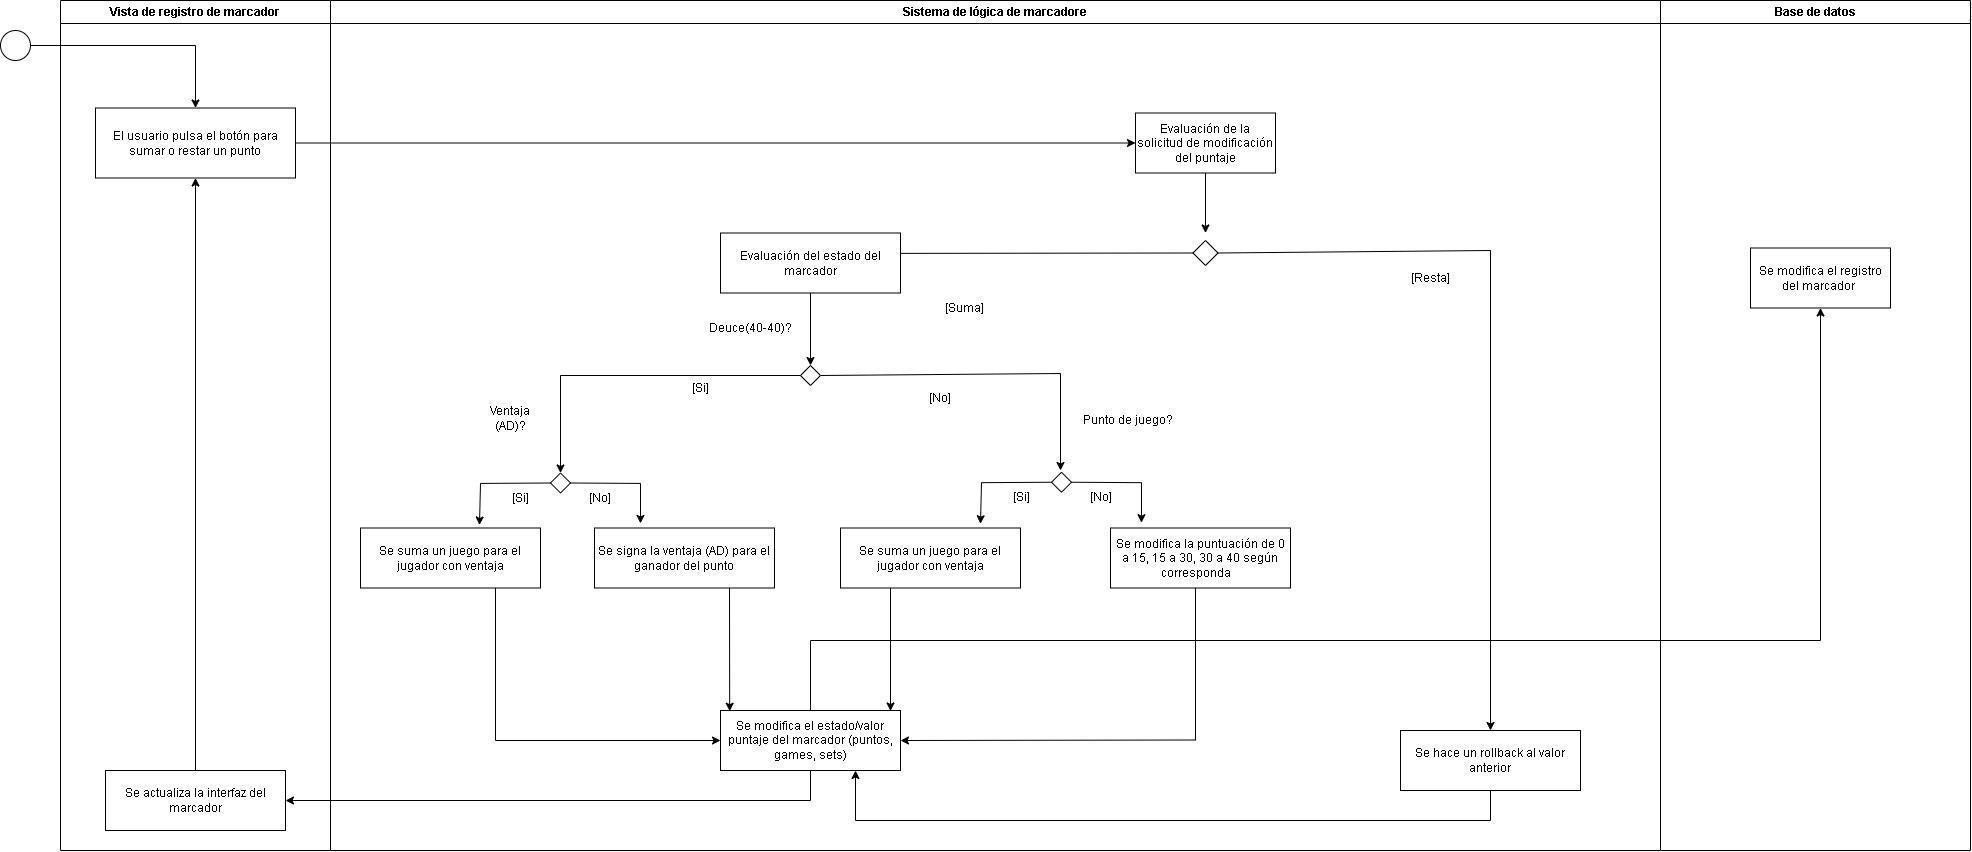 Vista de registro de marcador
Sistema de lógica de marcadore
Base de datos
El usuario pulsa el botón para
sumar o restar un punto
Evaluación de la
solicitud de modificación
del puntaje
Evaluación del estado del
marcador
[Resta]
Se modifica el registro
del marcador
[Suma]
Deuce(40-40)?
[Si]
[No]
Ventaja
(AD)?
Punto de juego?
[Si]
[No]
[Si]
[No]
Se suma un juego para el
jugador con ventaja
Se signa la ventaja (AD) para el
ganador del punto
Se suma un juego para el
jugador con ventaja
Se modifica la puntuación de 0
a 15, 15 a 30, 30 a 40 según
corresponda
Se modifica el estado/valor
puntaje del marcador (puntos,
games, sets)
Se hace un rollback al valor
anterior
Se actualiza la interfaz del
marcador